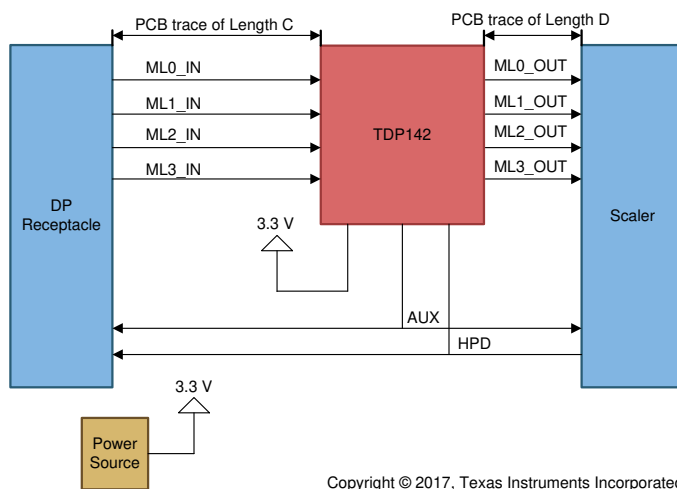 PCB trace of Length C
PCB trace of Length D
ML0_IN
ML1_IN
ML2_IN
ML3_IN
TDP142
ML0_OUT
ML1_OUT
ML2_OUT
ML3_OUT
DP
Receptacle
Scaler
3.3 V
AUX
HPD
3.3 V
Power
Source
Copyright © 2017, Texas Instruments Incorporated